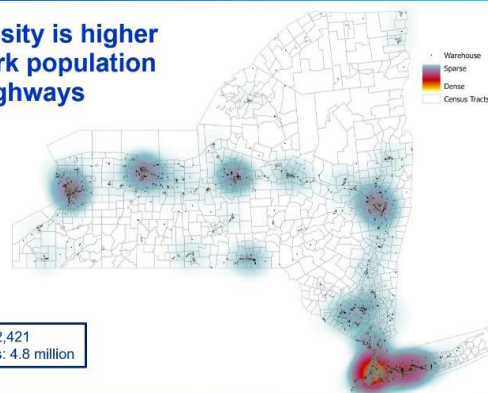 sity is higher
rk population
ghways
Warehouse
Sparse
Dense
Census Tracts
2,421
s: 4.8 million